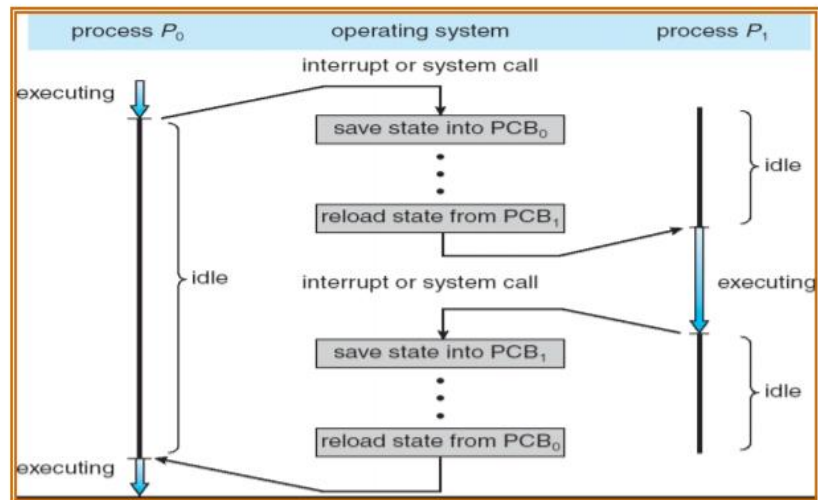 process P₀ operating system process P₁
interrupt or system call
executing
save state into PCB₀
idle
reload state from PCB₁
idle
interrupt or system call
executing
save state into PCB₁
idle
reload state from PCB₀
executing